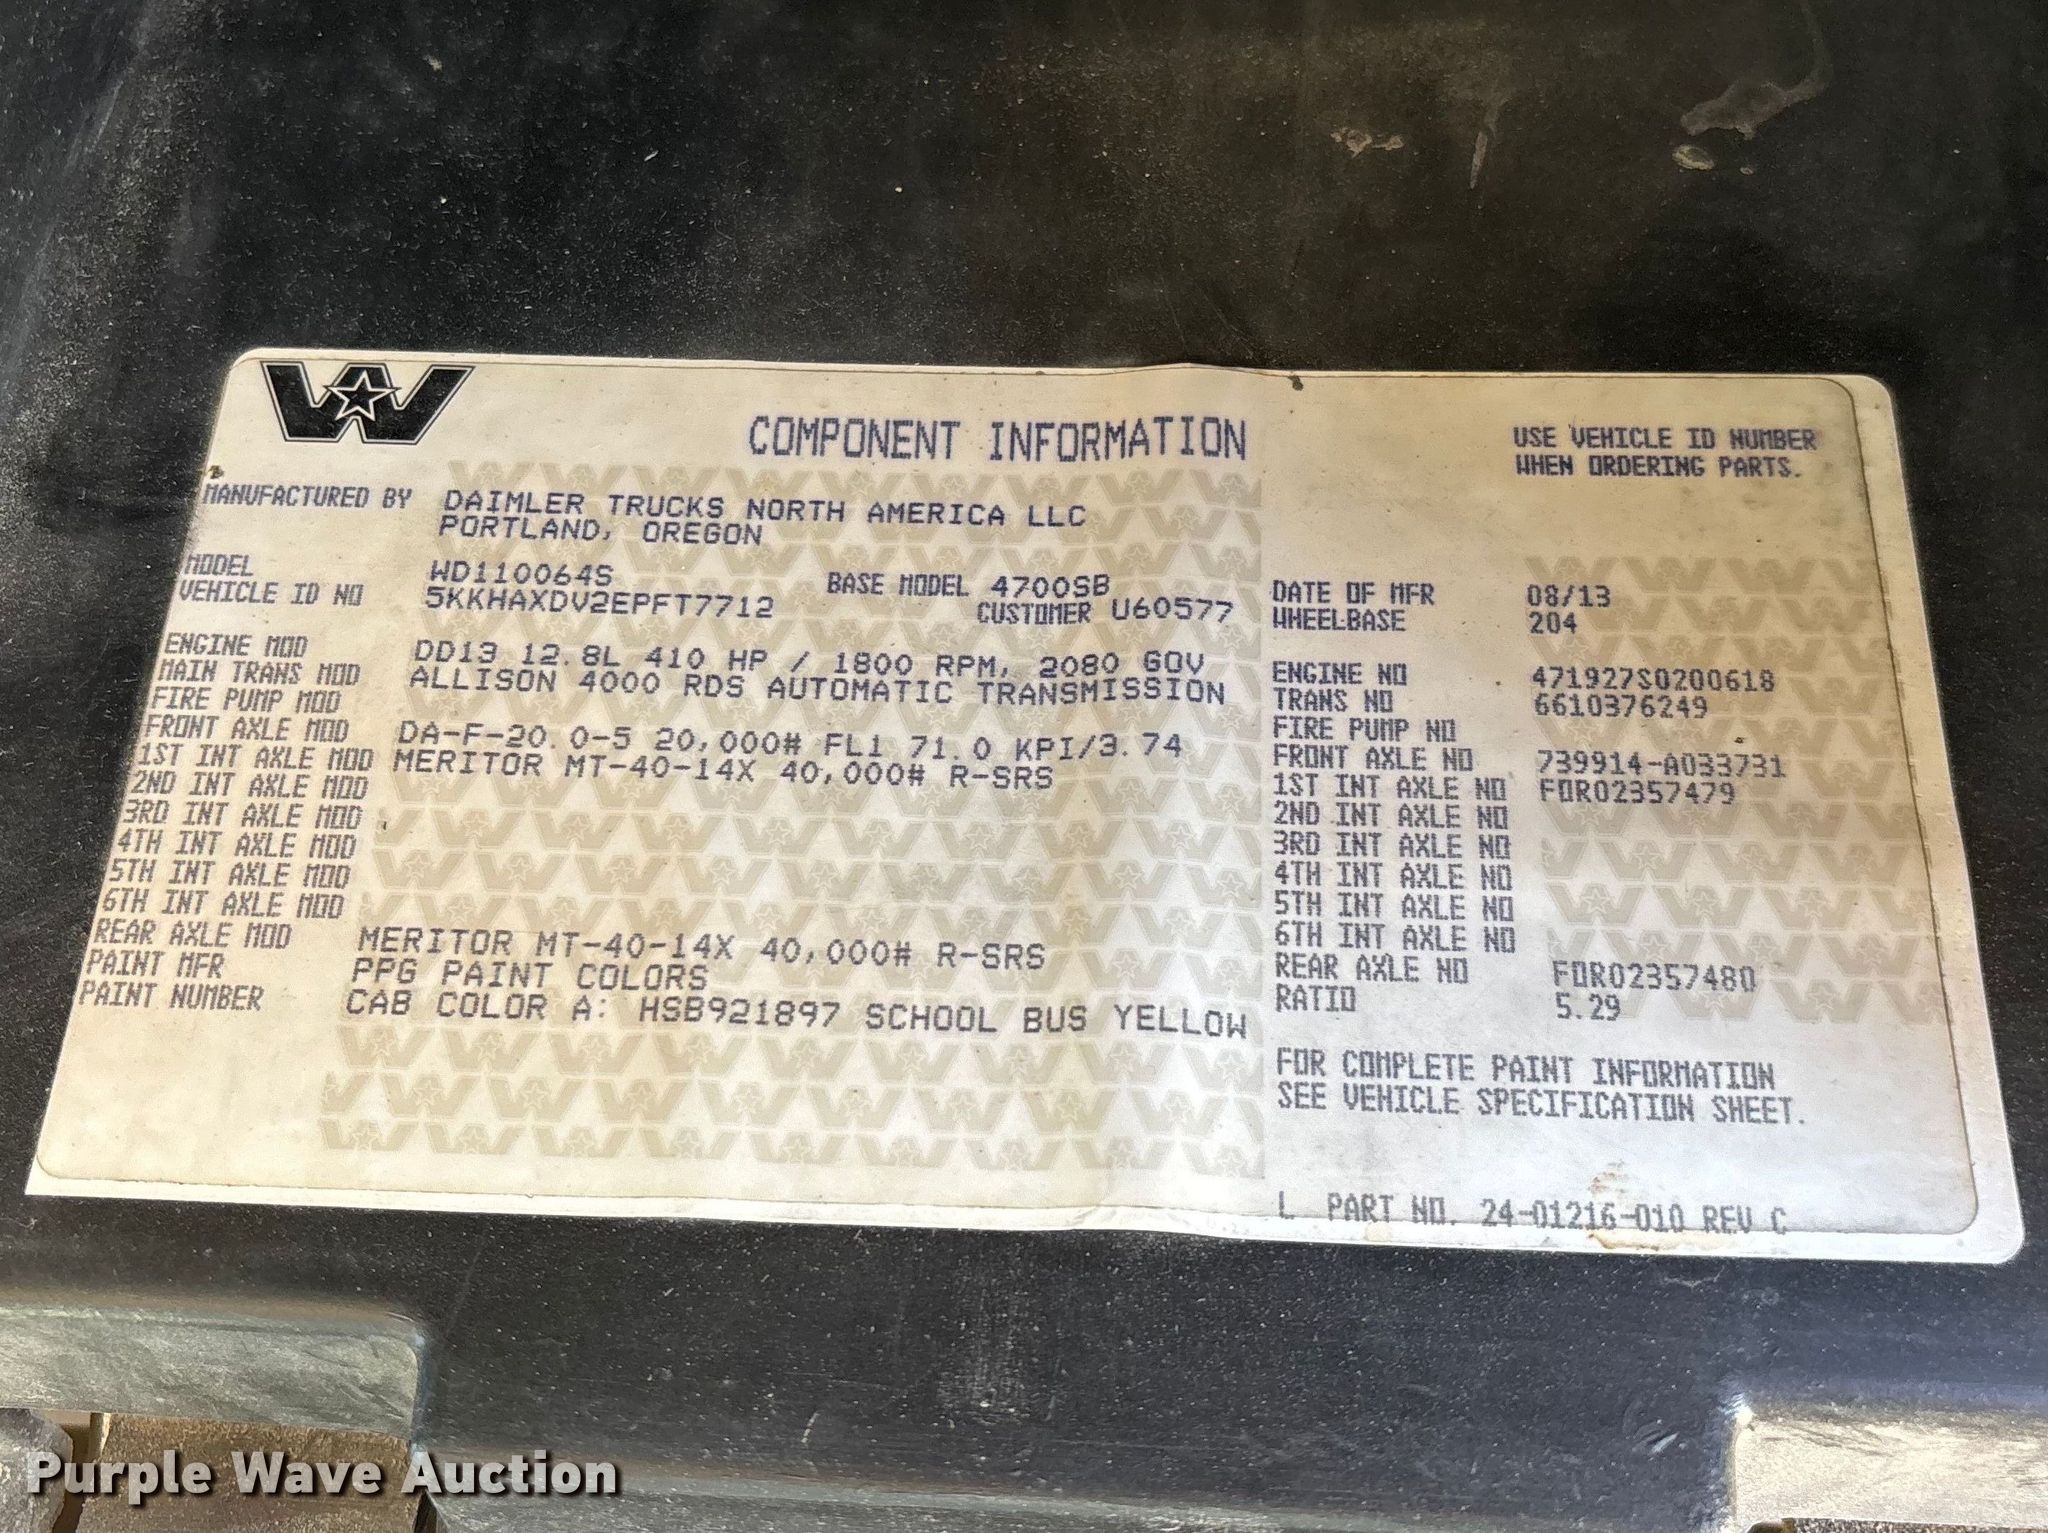 COMPONENT INFORMATION
USE VEHICLE ID NUMBER
WHEN ORDERING PARTS.
MANUFACTURED BY DAIMLER TRUCKS NORTH AMERICA LLC
PORTLAND, OREGON
MODEL WD110064S BASE MODEL 4700SB
VEHICLE ID NO 5KKHAXDV2EPFT7712 CUSTOMER U60577
ENGINE MOD DD13 12.8L 410 HP / 1800 RPM, 2080 GOV
MAIN TRANS MOD ALLISON 4000 RDS AUTOMATIC TRANSMISSION
FIRE PUMP MOD
FRONT AXLE MOD DA-F-20.0-5 20,000# FL1 71.0 KPI/3.74
1ST INT AXLE MOD MERITOR MT-40-14X 40,000# R-SRS
2ND INT AXLE MOD
3RD INT AXLE MOD
4TH INT AXLE MOD
5TH INT AXLE MOD
6TH INT AXLE MOD
REAR AXLE MOD MERITOR MT-40-14X 40,000# R-SRS
PAINT MFR PPG PAINT COLORS
PAINT NUMBER CAB COLOR A: HSB921897 SCHOOL BUS YELLOW
DATE OF MFR 08/13
WHEELBASE 204
ENGINE NO 471927S0200618
TRANS NO 6610376249
FIRE PUMP NO
FRONT AXLE NO 739914-A033731
1ST INT AXLE NO FOR02357479
2ND INT AXLE NO
3RD INT AXLE NO
4TH INT AXLE NO
5TH INT AXLE NO
6TH INT AXLE NO
REAR AXLE NO FOR02357480
RATIO 5.29
FOR COMPLETE PAINT INFORMATION
SEE VEHICLE SPECIFICATION SHEET.
L PART NO. 24-01216-010 REV C
Purple Wave Auction